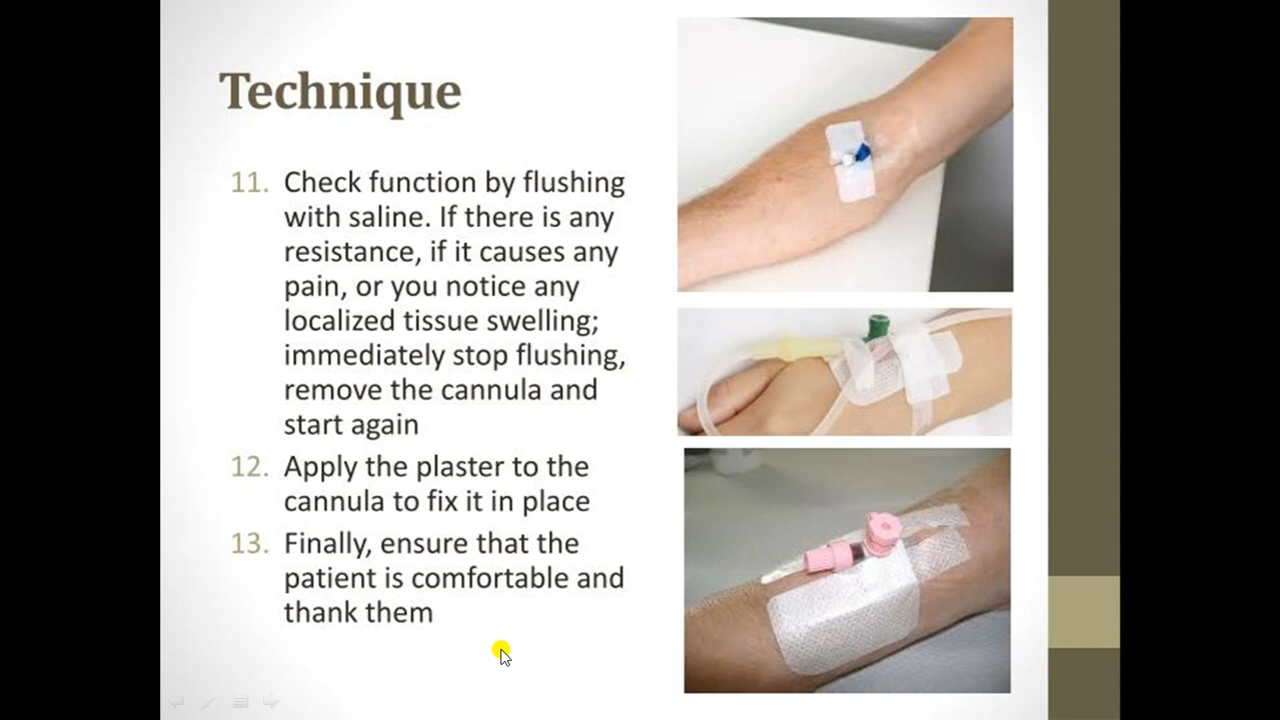 Technique
11. Check function by flushing
with saline. If there is any
resistance, if it causes any
pain, or you notice any
localized tissue swelling;
immediately stop flushing,
remove the cannula and
start again
12. Apply the plaster to the
cannula to fix it in place
13. Finally, ensure that the
patient is comfortable and
thank them